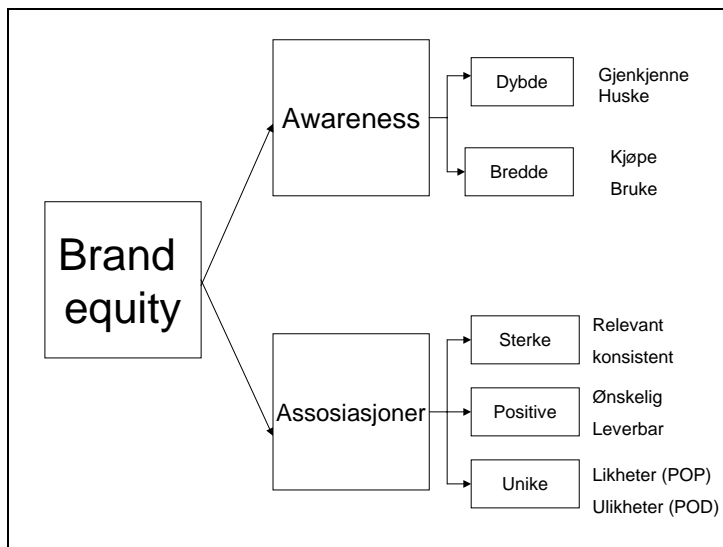 Brand
equity
Awareness
Dybde
Gjenkjenne
Huske
Bredde
Kjøpe
Bruke
Assosiasjoner
Sterke
Relevant
konsistent
Positive
Ønskelig
Leverbar
Unike
Likheter (POP)
Ulikheter (POD)